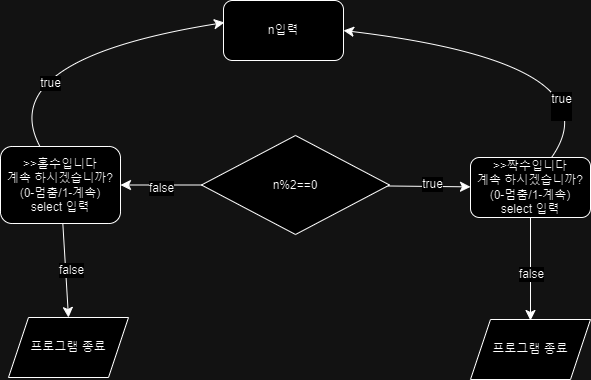 n입력
true
true
>>홀수입니다
계속 하시겠습니까?
(0-멈춤/1-계속)
select 입력
false
n%2==0
true
>>짝수입니다
계속 하시겠습니까?
(0-멈춤/1-계속)
select 입력
false
false
프로그램 종료
프로그램 종료